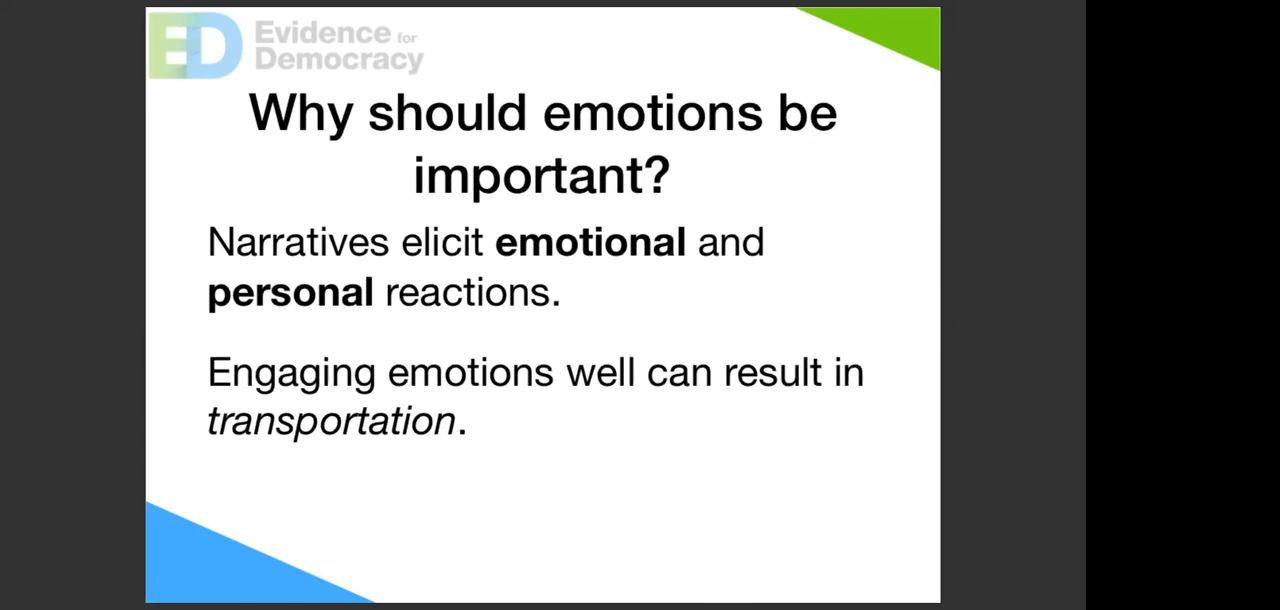 ED
Evidence for
Democracy
Why should emotions be
important?
Narratives elicit emotional and
personal reactions.
Engaging emotions well can result in
transportation.